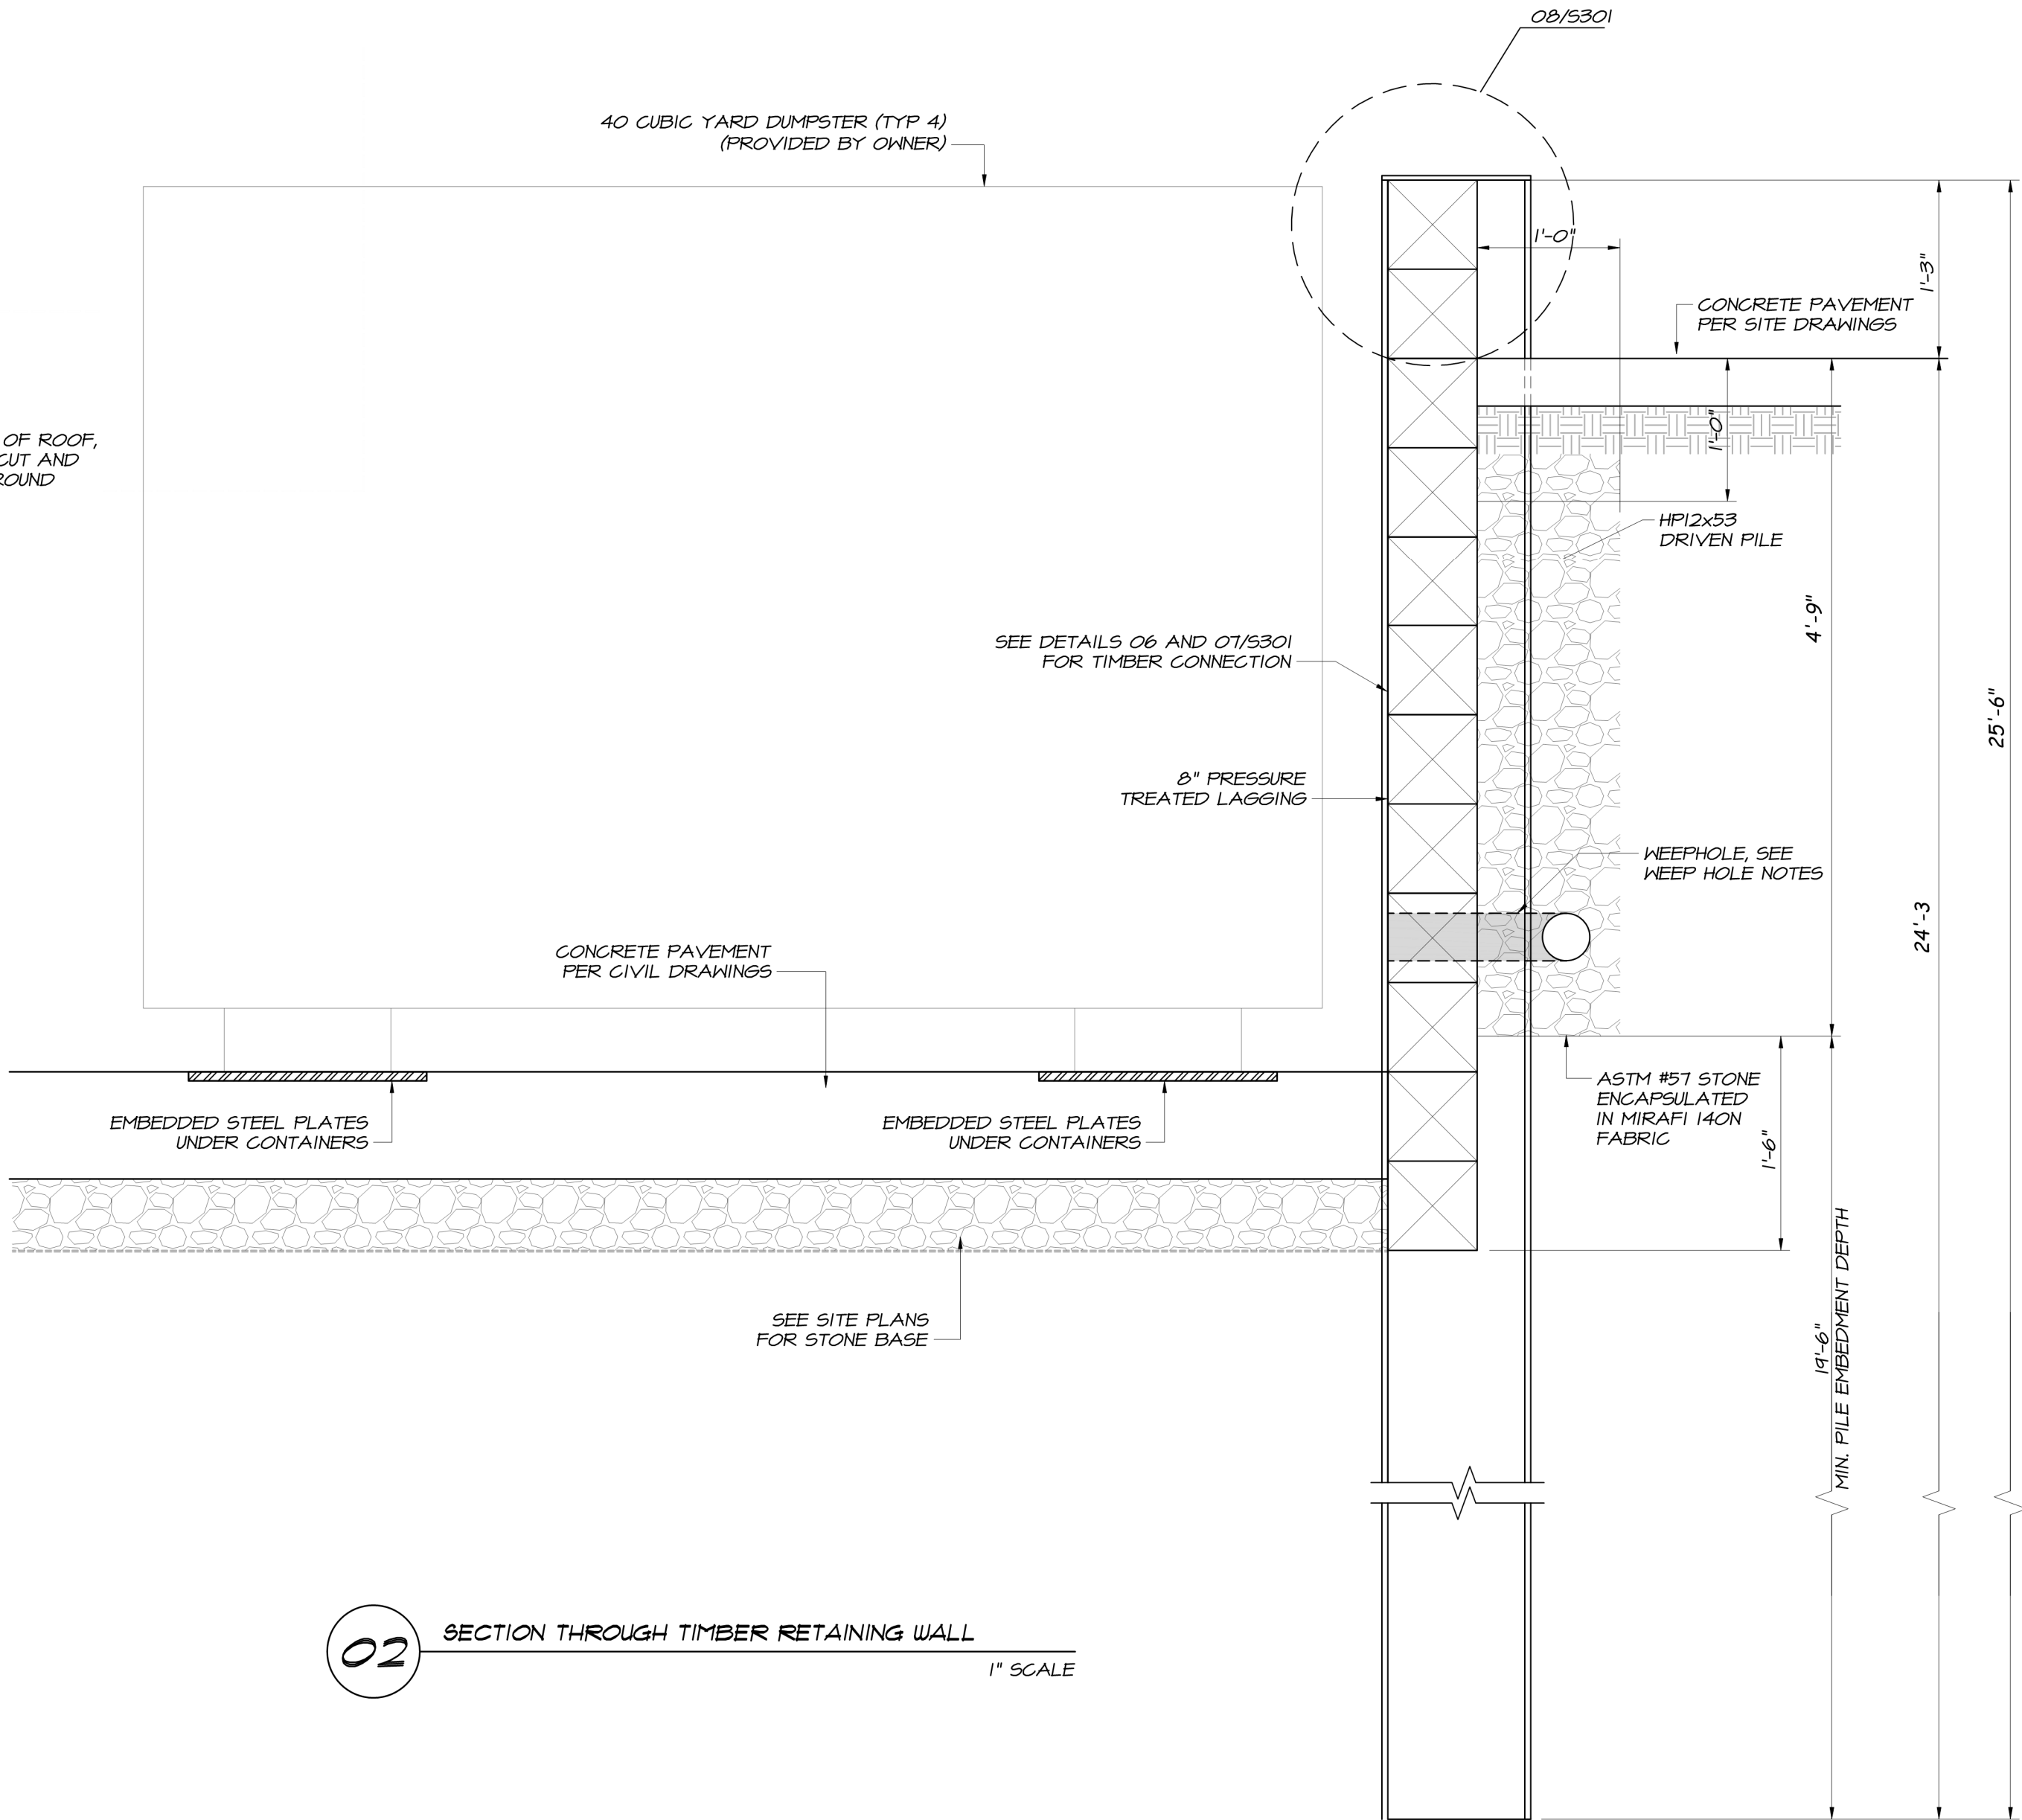 08/S301
40 CUBIC YARD DUMPSTER (TYP 4)
(PROVIDED BY OWNER)
1'-0"
1'-3"
CONCRETE PAVEMENT
PER SITE DRAWINGS
OF ROOF,
CUT AND
ROUND
1'-0"
HP12x53
DRIVEN PILE
4'-9"
SEE DETAILS 06 AND 07/S301
FOR TIMBER CONNECTION
25'-6"
8" PRESSURE
TREATED LAGGING
WEEPHOLE, SEE
WEEP HOLE NOTES
24'-3
CONCRETE PAVEMENT
PER CIVIL DRAWINGS
EMBEDDED STEEL PLATES
UNDER CONTAINERS
EMBEDDED STEEL PLATES
UNDER CONTAINERS
ASTM #57 STONE
ENCAPSULATED
IN MIRAFI 140N
FABRIC
1'-6"
SEE SITE PLANS
FOR STONE BASE
19'-6"
MIN. PILE EMBEDMENT DEPTH
02
SECTION THROUGH TIMBER RETAINING WALL
1" SCALE